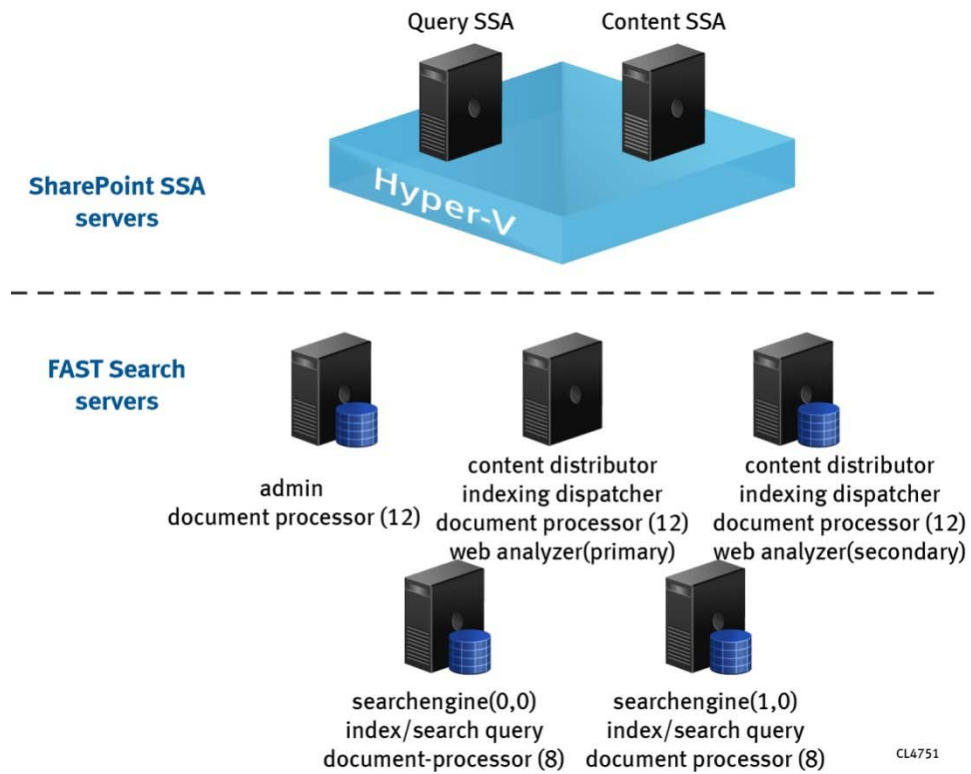 Query SSA
Content SSA
Hyper-V
SharePoint SSA
servers
FAST Search
servers
admin
document processor (12)
content distributor
indexing dispatcher
document processor (12)
web analyzer(primary)
content distributor
indexing dispatcher
document processor (12)
web analyzer(secondary)
searchengine(0,0)
index/search query
document-processor (8)
searchengine(1,0)
index/search query
document processor (8)
CL4751